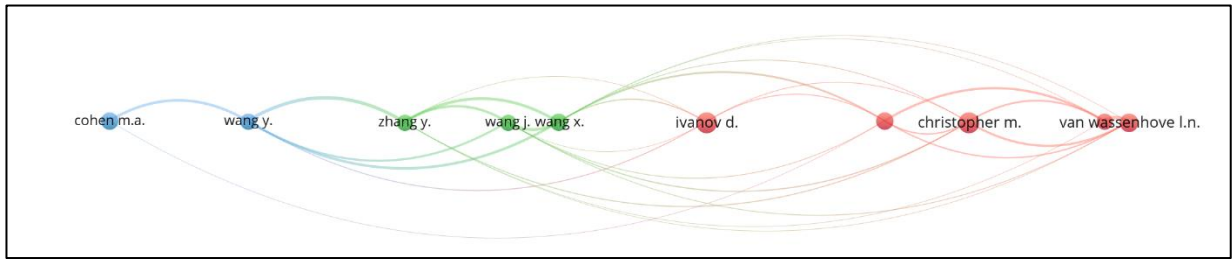 cohen m.a. wang y. zhang y. wang j. wang x. ivanov d. christopher m. van wassenhove l.n.